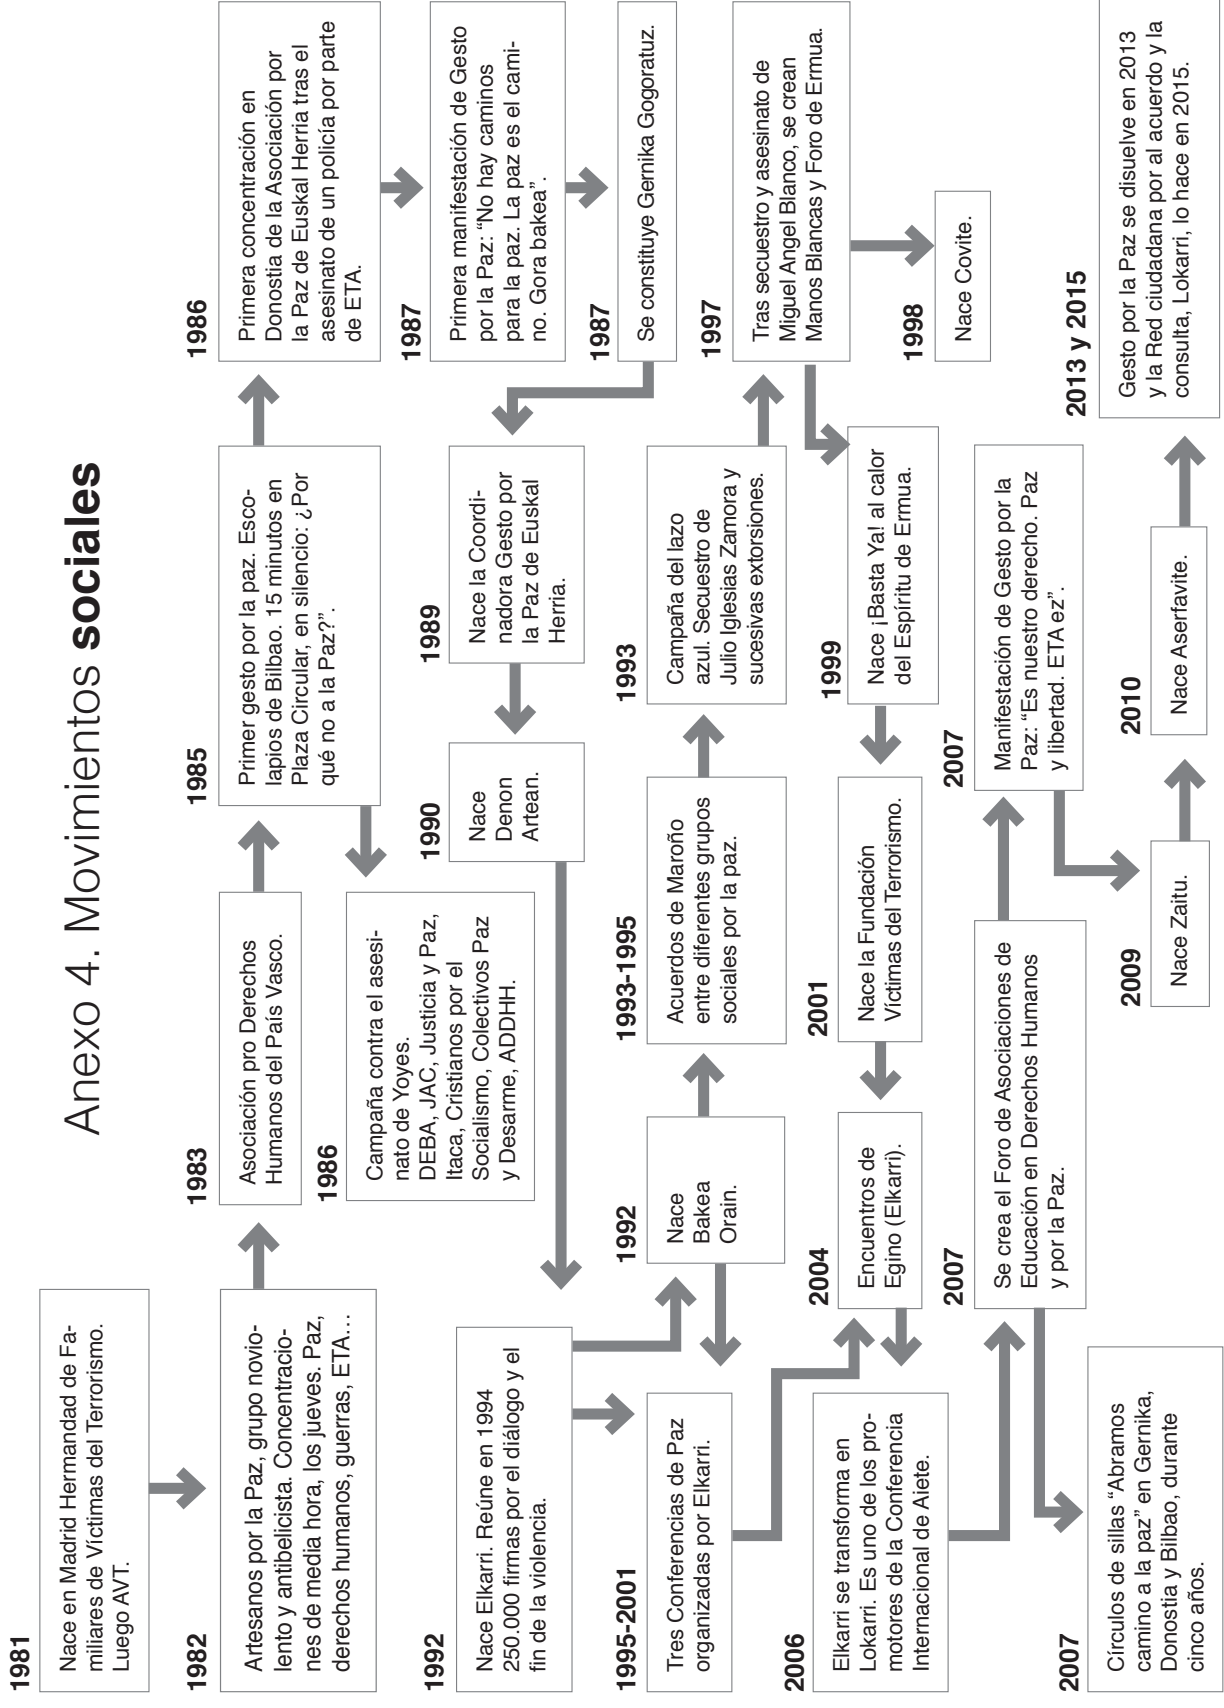 Anexo 4. Movimientos sociales
1981
Nace en Madrid Hermandad de Fa-
miliares de Víctimas del Terrorismo.
Luego AVT.
1982
Artesanos por la Paz, grupo novio-
lento y antibelicista. Concentracio-
nes de media hora, los jueves. Paz,
derechos humanos, guerras, ETA…
1983
Asociación pro Derechos
Humanos del País Vasco.
1985
Primer gesto por la paz. Esco-
lapios de Bilbao. 15 minutos en
Plaza Circular, en silencio: ¿Por
qué no a la Paz?”.
1986
Campaña contra el asesi-
nato de Yoyes.
DEBA, JAC, Justicia y Paz,
Itaca, Cristianos por el
Socialismo, Colectivos Paz
y Desarme, ADDHH.
1986
Primera concentración en
Donostia de la Asociación por
la Paz de Euskal Herria tras el
asesinato de un policía por parte
de ETA.
1987
Primera manifestación de Gesto
por la Paz: “No hay caminos
para la paz. La paz es el cami-
no. Gora bakea”.
1987
Se constituye Gernika Gogoratuz.
1989
Nace la Coordi-
nadora Gesto por
la Paz de Euskal
Herria.
1990
Nace
Denon
Artean.
1992
Nace Elkarri. Reúne en 1994
250.000 firmas por el diálogo y el
fin de la violencia.
1992
Nace
Bakea
Orain.
1995-2001
Tres Conferencias de Paz
organizadas por Elkarri.
1993-1995
Acuerdos de Maroño
entre diferentes grupos
sociales por la paz.
1993
Campaña del lazo
azul. Secuestro de
Julio Iglesias Zamora y
sucesivas extorsiones.
1997
Tras secuestro y asesinato de
Miguel Angel Blanco, se crean
Manos Blancas y Foro de Ermua.
1998
Nace Covite.
1999
Nace ¡Basta Ya! al calor
del Espíritu de Ermua.
2001
Nace la Fundación
Víctimas del Terrorismo.
2004
Encuentros de
Egino (Elkarri).
2006
Elkarri se transforma en
Lokarri. Es uno de los pro-
motores de la Conferencia
Internacional de Aiete.
2007
Se crea el Foro de Asociaciones de
Educación en Derechos Humanos
y por la Paz.
2007
Círculos de sillas “Abramos
camino a la paz” en Gernika,
Donostia y Bilbao, durante
cinco años.
2007
Manifestación de Gesto por la
Paz: “Es nuestro derecho. Paz
y libertad. ETA ez”.
2009
Nace Zaitu.
2010
Nace Aserfavite.
2013 y 2015
Gesto por la Paz se disuelve en 2013
y la Red ciudadana por al acuerdo y la
consulta, Lokarri, lo hace en 2015.